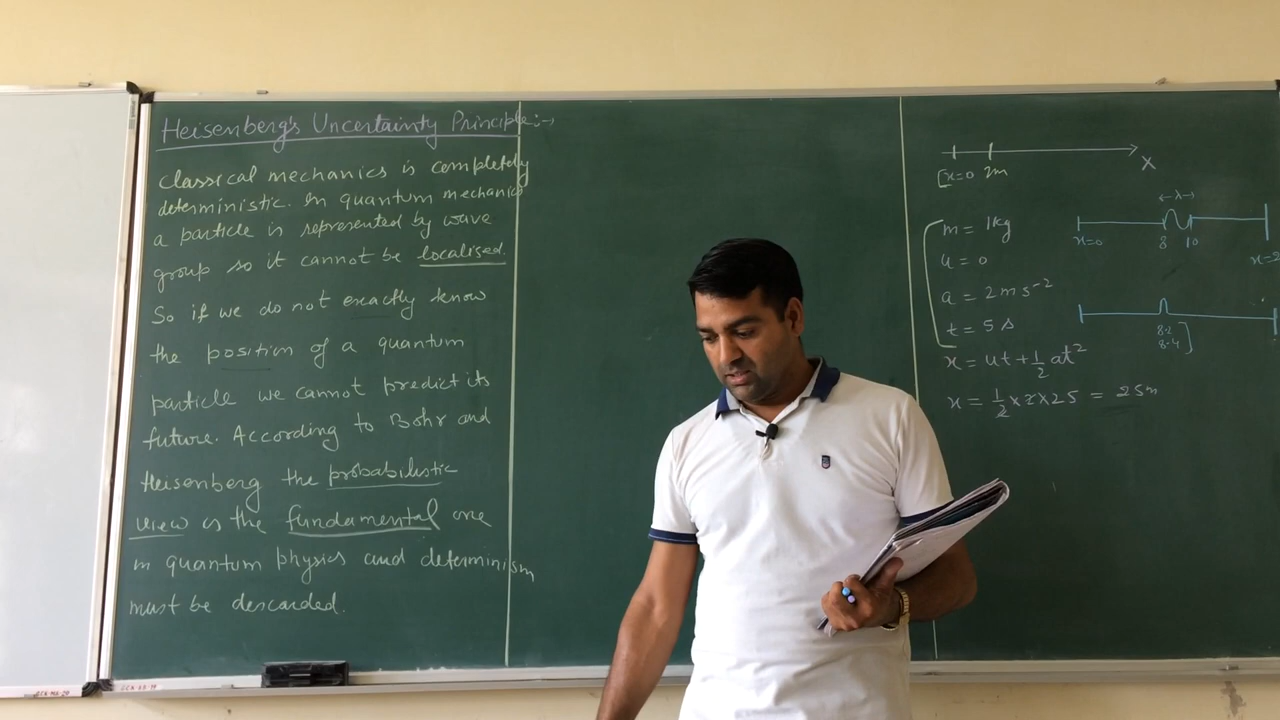 Heisenberg's Uncertainty Principle:→
Classical mechanics is completely
deterministic. In quantum mechanics
a particle is represented by wave
group so it cannot be localised.
So if we do not exactly know
the position of a quantum
particle we cannot predict its
future. According to Bohr and
Heisenberg the probabilistic
view is the fundamental one
in quantum physics and determinism
must be descarded.
x=0 2m
X
m = 1kg
u = 0
a = 2ms⁻²
t = 5s
x = ut + 1/2 at²
x = 1/2 × 2 × 25 = 25m
←λ→
x=0 8 10
8.2
8.4